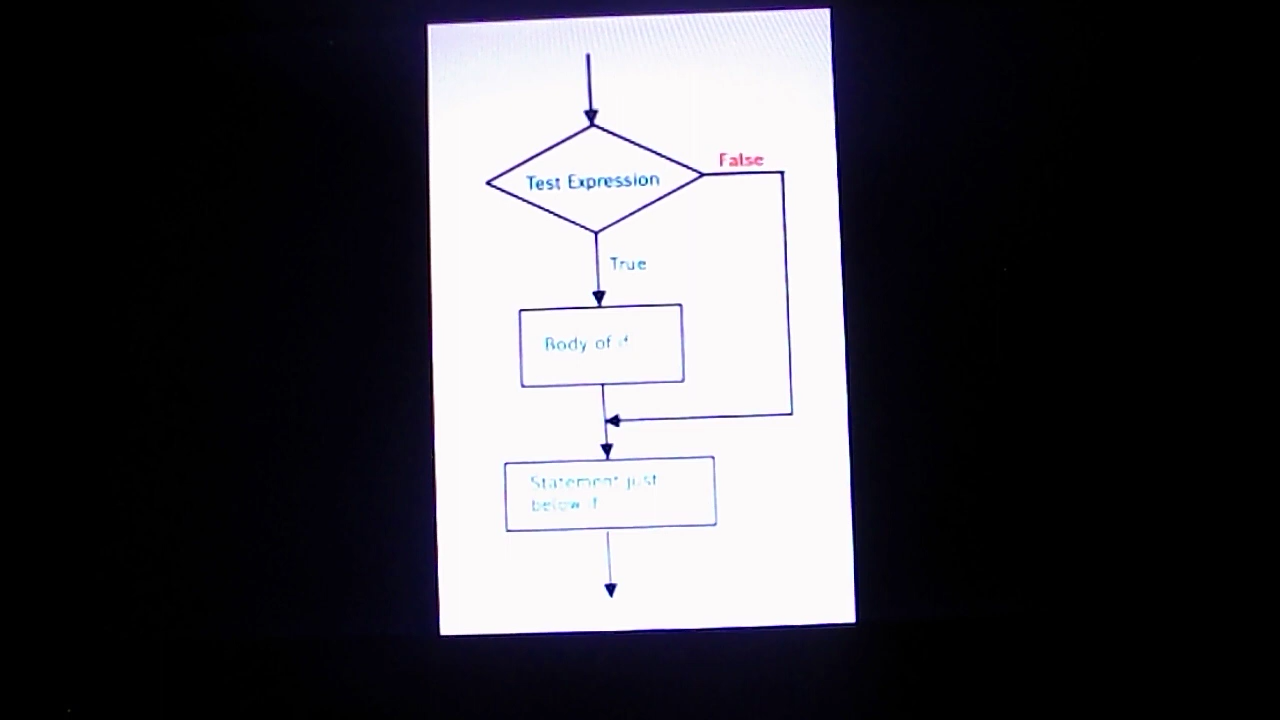 False
Test Expression
True
Body of if
Statement just
below if